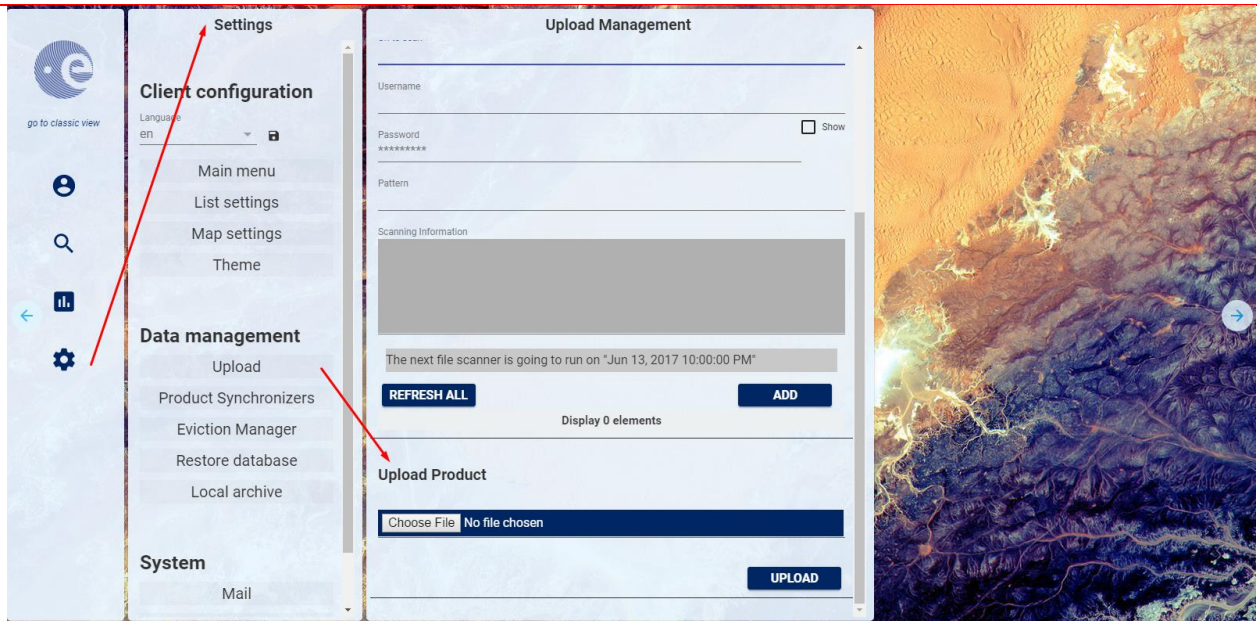 go to classic view
Settings
Client configuration
Language
en
Main menu
List settings
Map settings
Theme
Data management
Upload
Product Synchronizers
Eviction Manager
Restore database
Local archive
System
Mail
Upload Management
Username
Password
Show
*********
Pattern
Scanning Information
The next file scanner is going to run on "Jun 13, 2017 10:00:00 PM"
REFRESH ALL
ADD
Display 0 elements
Upload Product
Choose File No file chosen
UPLOAD